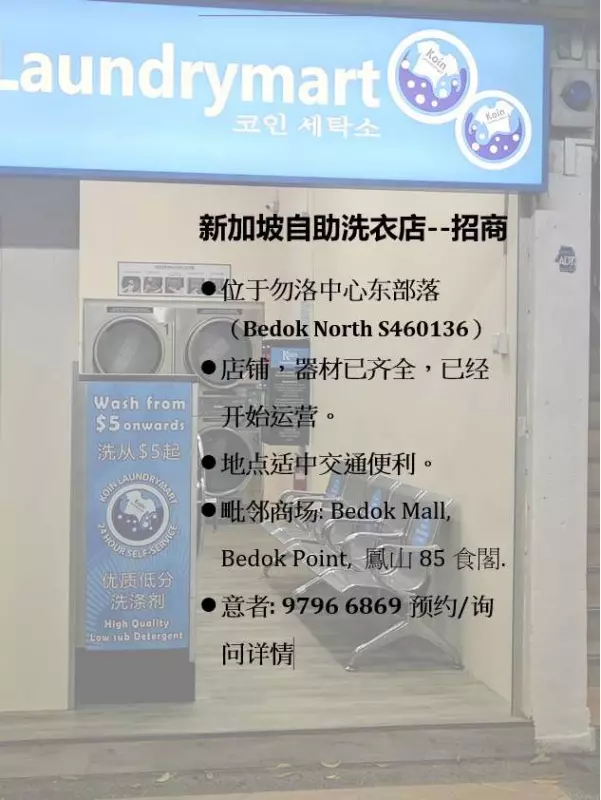 Laundrymart
Koin
코인 세탁소
Koin
新加坡自助洗衣店--招商
●位于勿洛中心东部落
（Bedok North S460136）
●店铺，器材已齐全，已经
开始运营。
●地点适中交通便利。
●毗邻商场: Bedok Mall,
Bedok Point, 鳳山 85 食閣.
●意者: 9796 6869 预约/询
问详情
Wash from
$5 onwards
洗从$5起
KOIN LAUNDRYMART
Koin
24 HOUR SELF-SERVICE
优质低分
洗涤剂
High Quality
Low sub Detergent
ADT